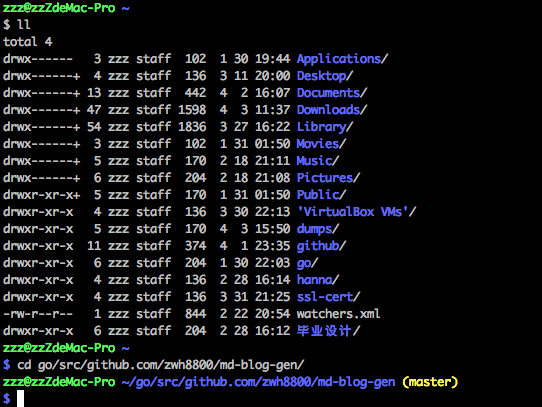 zzz@zzZdeMac-Pro ~
$ ll
total 4
drwx------   3 zzz staff  102  1 30 19:44 Applications/
drwx------+  4 zzz staff  136  3 11 20:00 Desktop/
drwx------+ 13 zzz staff  442  4  2 16:07 Documents/
drwx------+ 47 zzz staff 1598  4  3 11:37 Downloads/
drwx------+ 54 zzz staff 1836  3 27 16:22 Library/
drwx------+  3 zzz staff  102  1 31 01:50 Movies/
drwx------+  5 zzz staff  170  2 18 21:11 Music/
drwx------+  6 zzz staff  204  2 18 21:08 Pictures/
drwxr-xr-x+  5 zzz staff  170  1 31 01:50 Public/
drwxr-xr-x   4 zzz staff  136  3 30 22:13 'VirtualBox VMs'/
drwxr-xr-x   5 zzz staff  170  4  3 15:50 dumps/
drwxr-xr-x  11 zzz staff  374  4  1 23:35 github/
drwxr-xr-x   6 zzz staff  204  1 30 22:03 go/
drwxr-xr-x   4 zzz staff  136  2 28 16:14 hanna/
drwxr-xr-x   4 zzz staff  136  3 31 21:25 ssl-cert/
-rw-r--r--   1 zzz staff  844  2 22 20:54 watchers.xml
drwxr-xr-x   6 zzz staff  204  2 28 16:12 毕业设计/
zzz@zzZdeMac-Pro ~
$ cd go/src/github.com/zwh8800/md-blog-gen/
zzz@zzZdeMac-Pro ~/go/src/github.com/zwh8800/md-blog-gen (master)
$